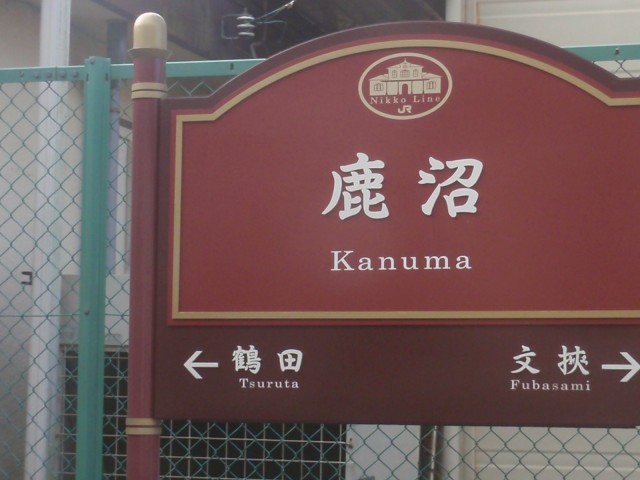 Nikko Line
JR
鹿沼
Kanuma
← 鶴田 文挾 →
Tsuruta Fubasami